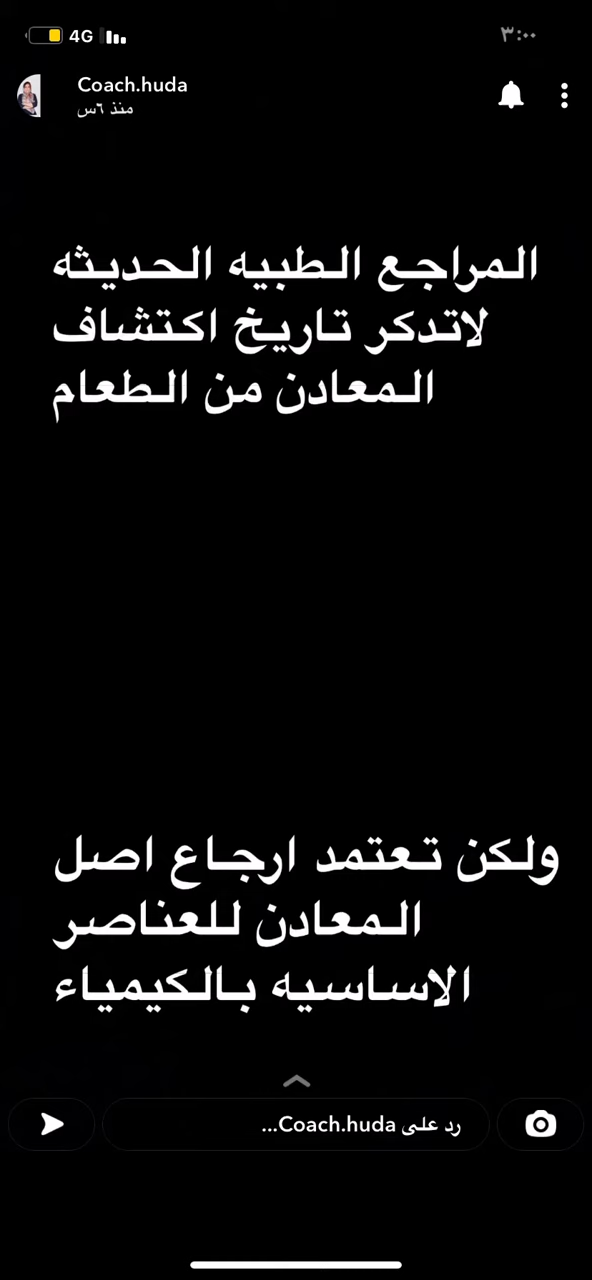 4G
٣:٠٠
Coach.huda
منذ ٦س
المراجع الطبيه الحديثه
لاتدكر تاريخ اكتشاف
المعادن من الطعام
ولكن تعتمد ارجاع اصل
المعادن للعناصر
الاساسيه بالكيمياء
رد على Coach.huda...